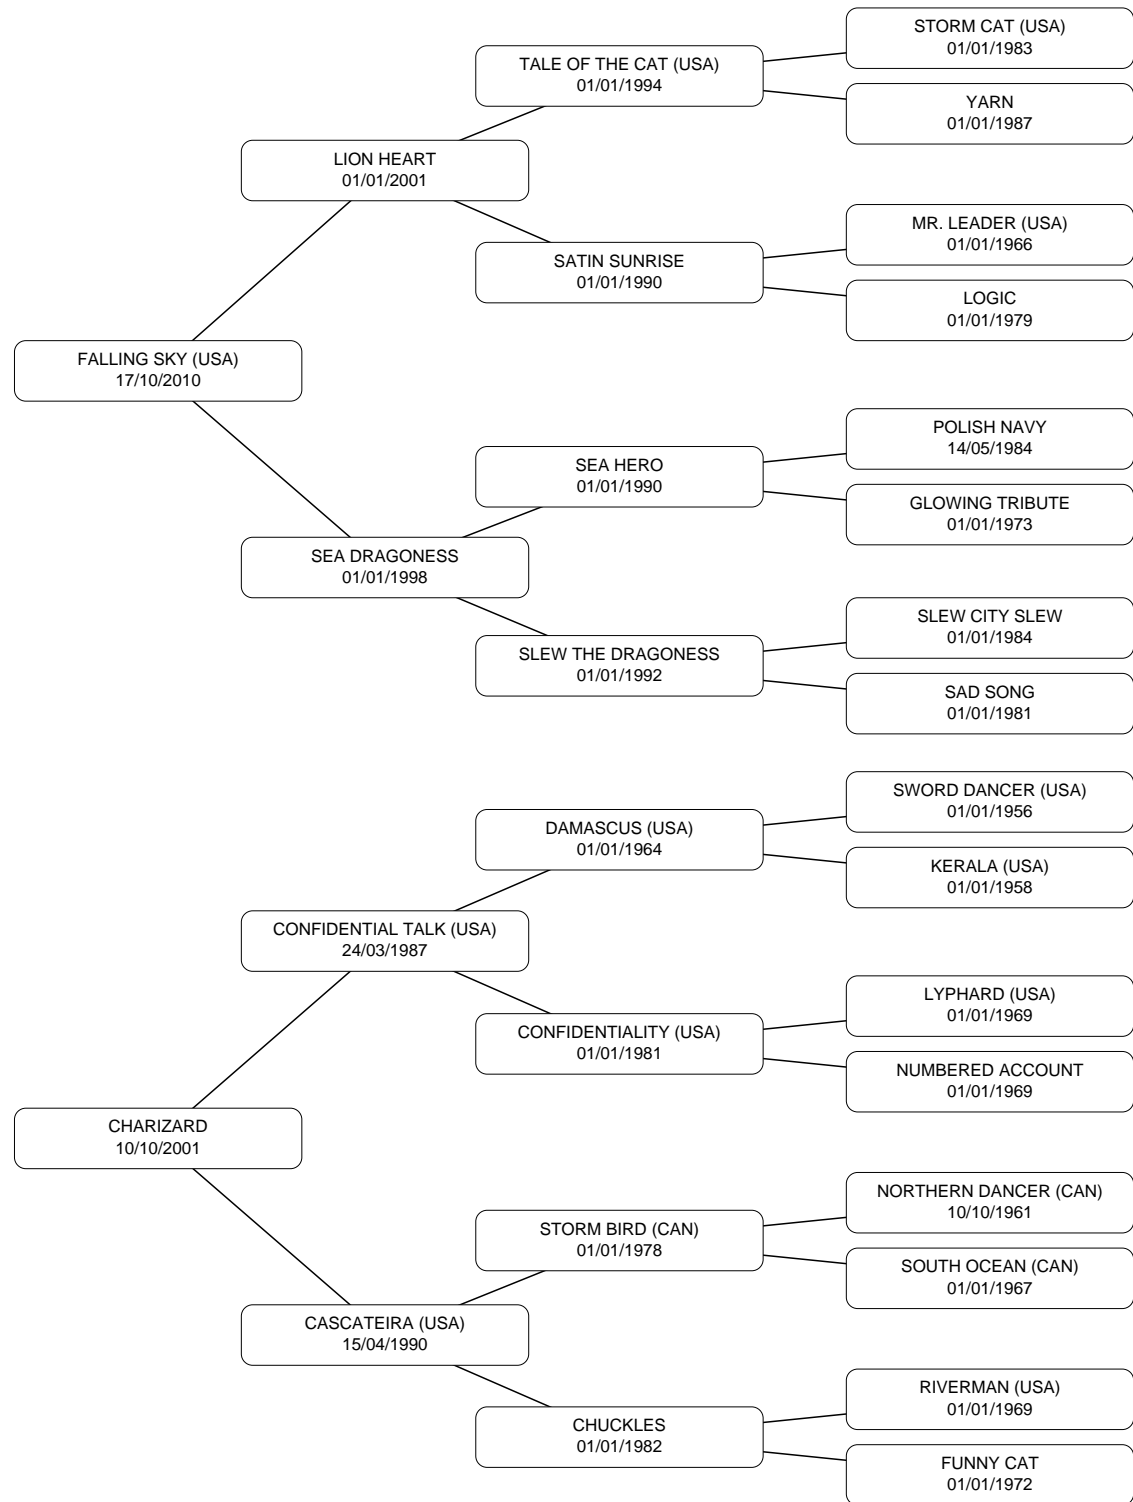 STORM CAT (USA)
01/01/1983
TALE OF THE CAT (USA)
01/01/1994
YARN
01/01/1987
LION HEART
01/01/2001
MR. LEADER (USA)
01/01/1966
SATIN SUNRISE
01/01/1990
LOGIC
01/01/1979
FALLING SKY (USA)
17/10/2010
POLISH NAVY
14/05/1984
SEA HERO
01/01/1990
GLOWING TRIBUTE
01/01/1973
SEA DRAGONESS
01/01/1998
SLEW CITY SLEW
01/01/1984
SLEW THE DRAGONESS
01/01/1992
SAD SONG
01/01/1981
SWORD DANCER (USA)
01/01/1956
DAMASCUS (USA)
01/01/1964
KERALA (USA)
01/01/1958
CONFIDENTIAL TALK (USA)
24/03/1987
LYPHARD (USA)
01/01/1969
CONFIDENTIALITY (USA)
01/01/1981
NUMBERED ACCOUNT
01/01/1969
CHARIZARD
10/10/2001
NORTHERN DANCER (CAN)
10/10/1961
STORM BIRD (CAN)
01/01/1978
SOUTH OCEAN (CAN)
01/01/1967
CASCATEIRA (USA)
15/04/1990
RIVERMAN (USA)
01/01/1969
CHUCKLES
01/01/1982
FUNNY CAT
01/01/1972